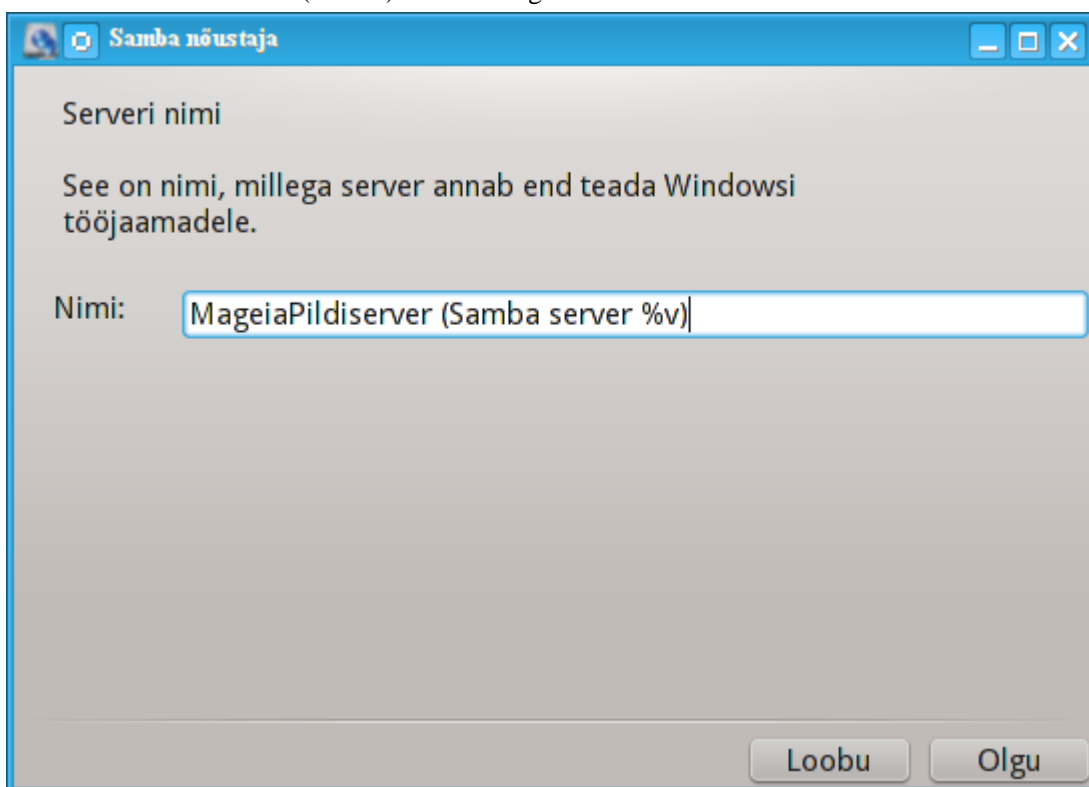 Samba nõustaja
Serveri nimi
See on nimi, millega server annab end teada Windowsi
tööjaamadele.
Nimi: MageiaPildiserver (Samba server %v)
Loobu Olgu